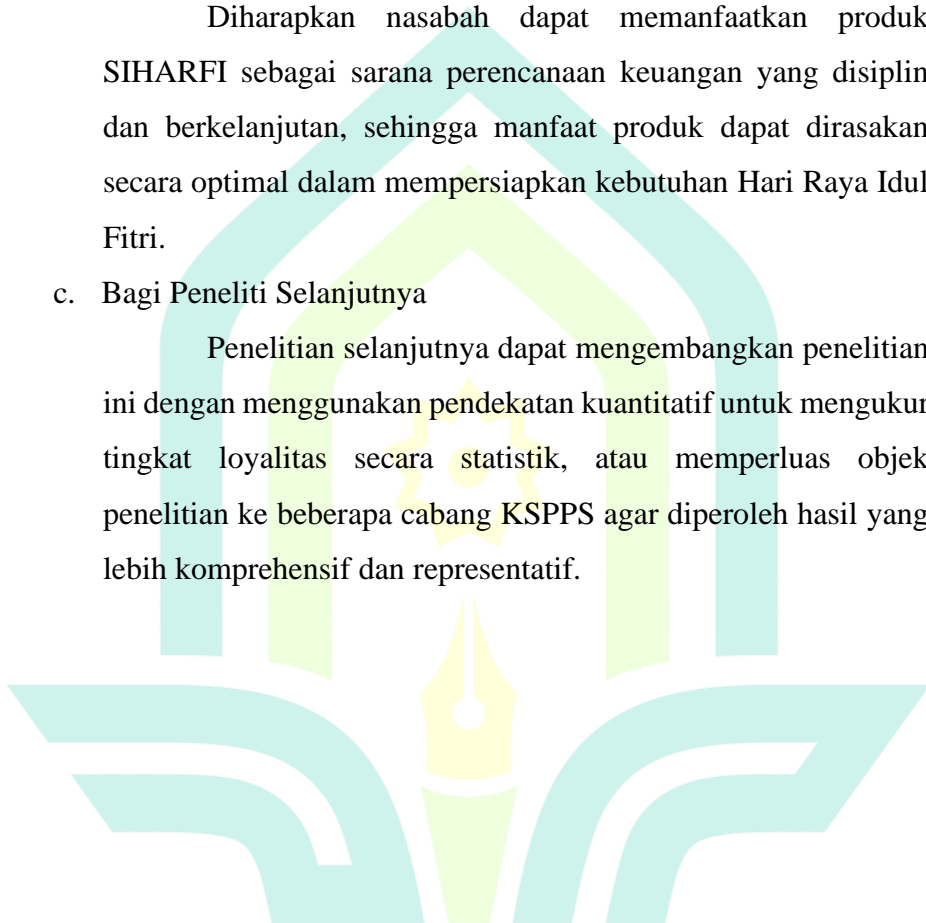 Diharapkan nasabah dapat memanfaatkan produk
SIHARFI sebagai sarana perencanaan keuangan yang disiplin
dan berkelanjutan, sehingga manfaat produk dapat dirasakan
secara optimal dalam mempersiapkan kebutuhan Hari Raya Idul
Fitri.
c. Bagi Peneliti Selanjutnya
Penelitian selanjutnya dapat mengembangkan penelitian
ini dengan menggunakan pendekatan kuantitatif untuk mengukur
tingkat loyalitas secara statistik, atau memperluas objek
penelitian ke beberapa cabang KSPPS agar diperoleh hasil yang
lebih komprehensif dan representatif.